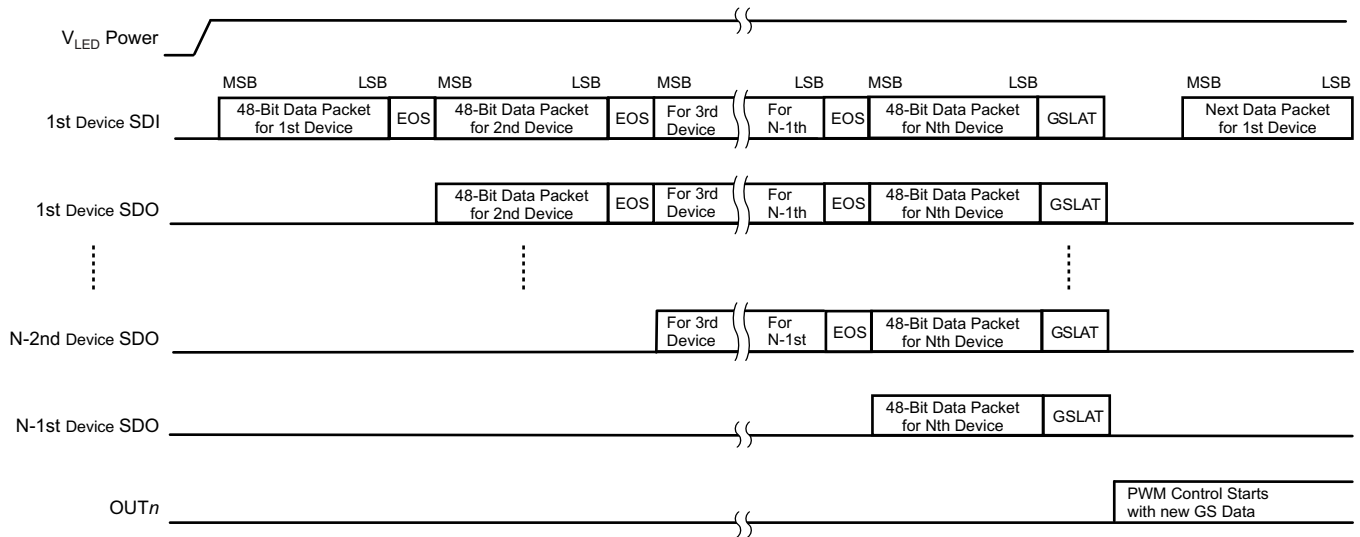 VLED Power
MSB LSB MSB LSB MSB LSB MSB LSB MSB LSB
1st Device SDI
48-Bit Data Packet
for 1st Device
EOS
48-Bit Data Packet
for 2nd Device
EOS
For 3rd
Device
For
N-1th
EOS
48-Bit Data Packet
for Nth Device
GSLAT
Next Data Packet
for 1st Device
1st Device SDO
48-Bit Data Packet
for 2nd Device
EOS
For 3rd
Device
For
N-1th
EOS
48-Bit Data Packet
for Nth Device
GSLAT
N-2nd Device SDO
For 3rd
Device
For
N-1st
EOS
48-Bit Data Packet
for Nth Device
GSLAT
N-1st Device SDO
48-Bit Data Packet
for Nth Device
GSLAT
OUTn
PWM Control Starts
with new GS Data